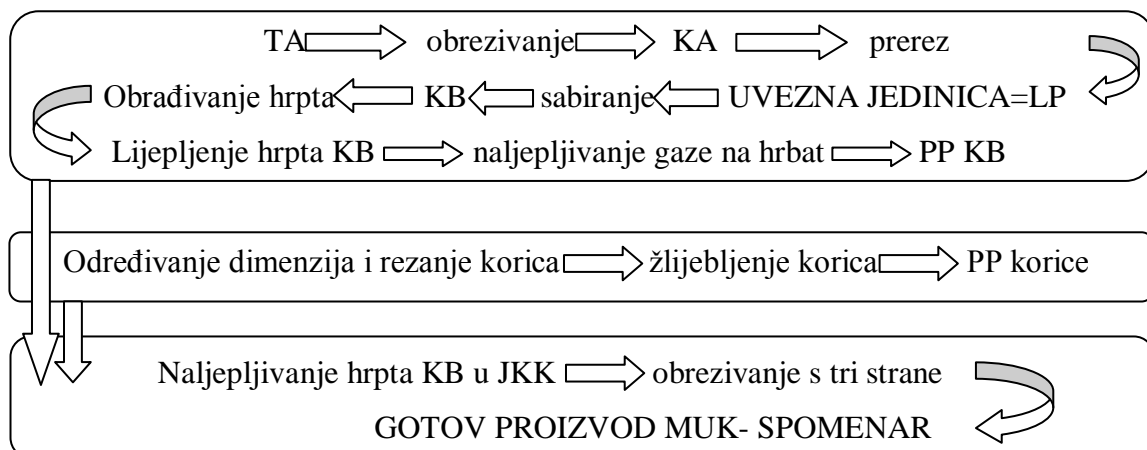 TA obrezivanje KA prerez
Obrađivanje hrpta KB sabiranje UVEZNA JEDINICA=LP
Lijepljenje hrpta KB naljepljivanje gaze na hrbat PP KB
Određivanje dimenzija i rezanje korica žlijebljenje korica PP korice
Naljepljivanje hrpta KB u JKK obrezivanje s tri strane
GOTOV PROIZVOD MUK- SPOMENAR